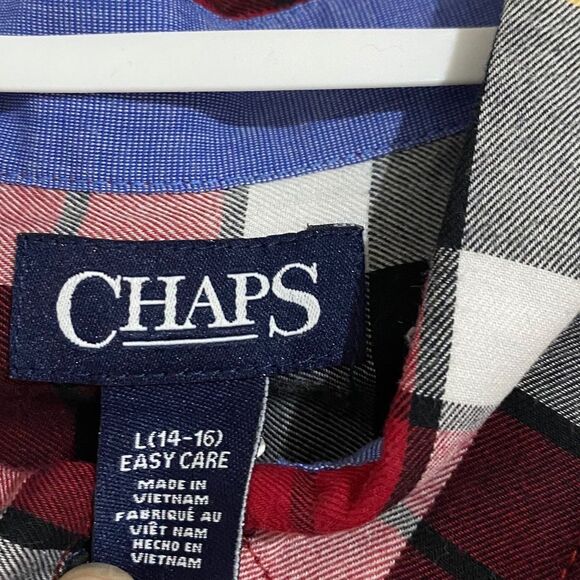 CHAPS
L(14-16)
EASY CARE
MADE IN
VIETNAM
FABRIQUÉ AU
VIÊT NAM
HECHO EN
VIETNAM